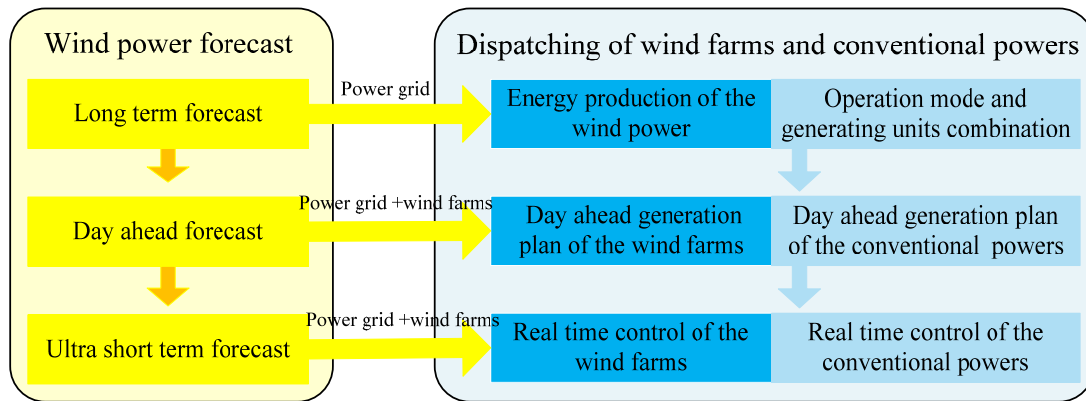 Wind power forecast
Dispatching of wind farms and conventional powers
Long term forecast
Power grid
Energy production of the
wind power
Operation mode and
generating units combination
Day ahead forecast
Power grid +wind farms
Day ahead generation
plan of the wind farms
Day ahead generation plan
of the conventional powers
Ultra short term forecast
Power grid +wind farms
Real time control of the
wind farms
Real time control of the
conventional powers